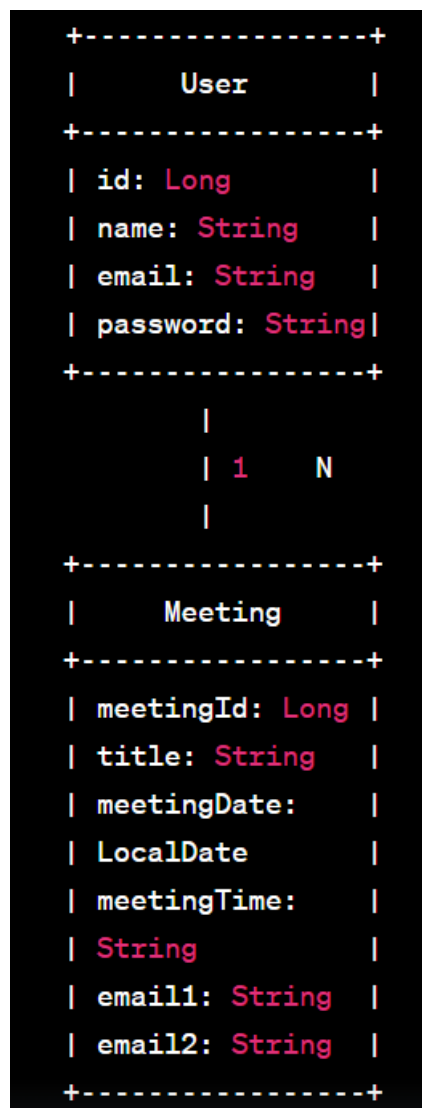 +-----------------+
|      User       |
+-----------------+
| id: Long        |
| name: String    |
| email: String   |
| password: String|
+-----------------+
        |
        | 1    N
        |
+-----------------+
|     Meeting     |
+-----------------+
| meetingId: Long |
| title: String   |
| meetingDate:    |
| LocalDate       |
| meetingTime:    |
| String          |
| email1: String  |
| email2: String  |
+-----------------+